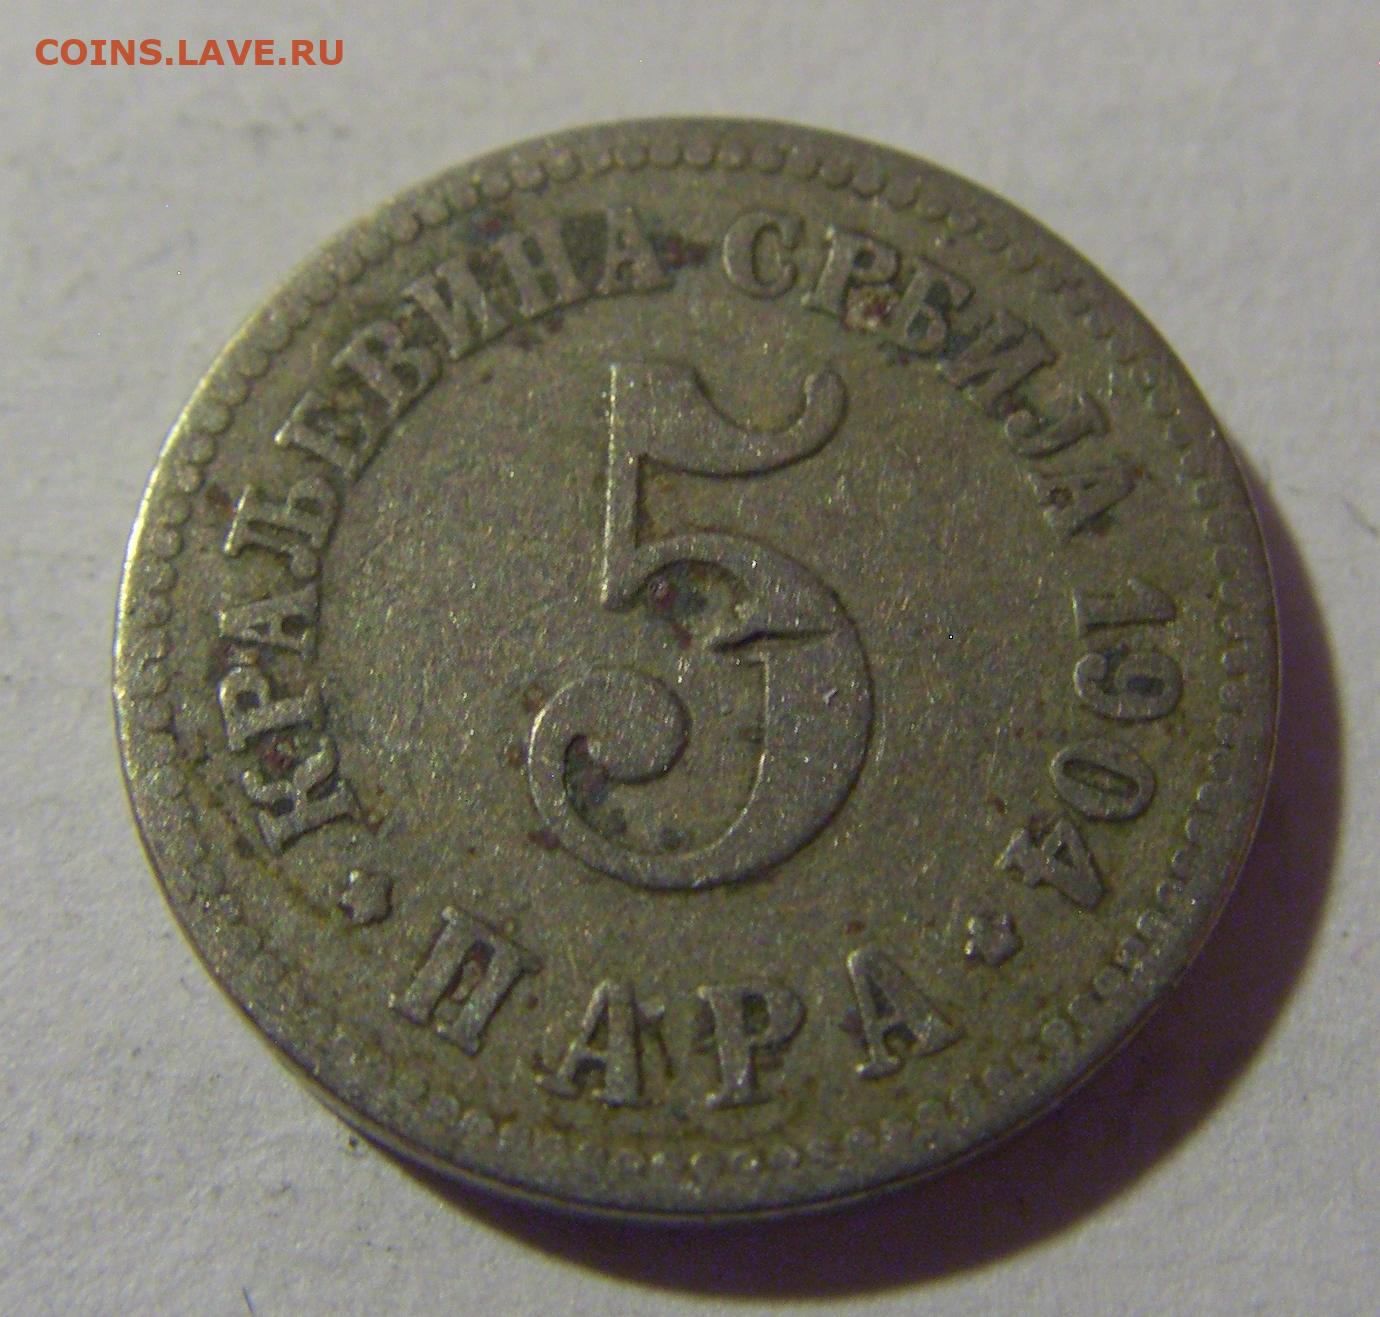 COINS.LAVE.RU
КРАЉЕВИНА СРБИЈА 1904
5
ПАРА